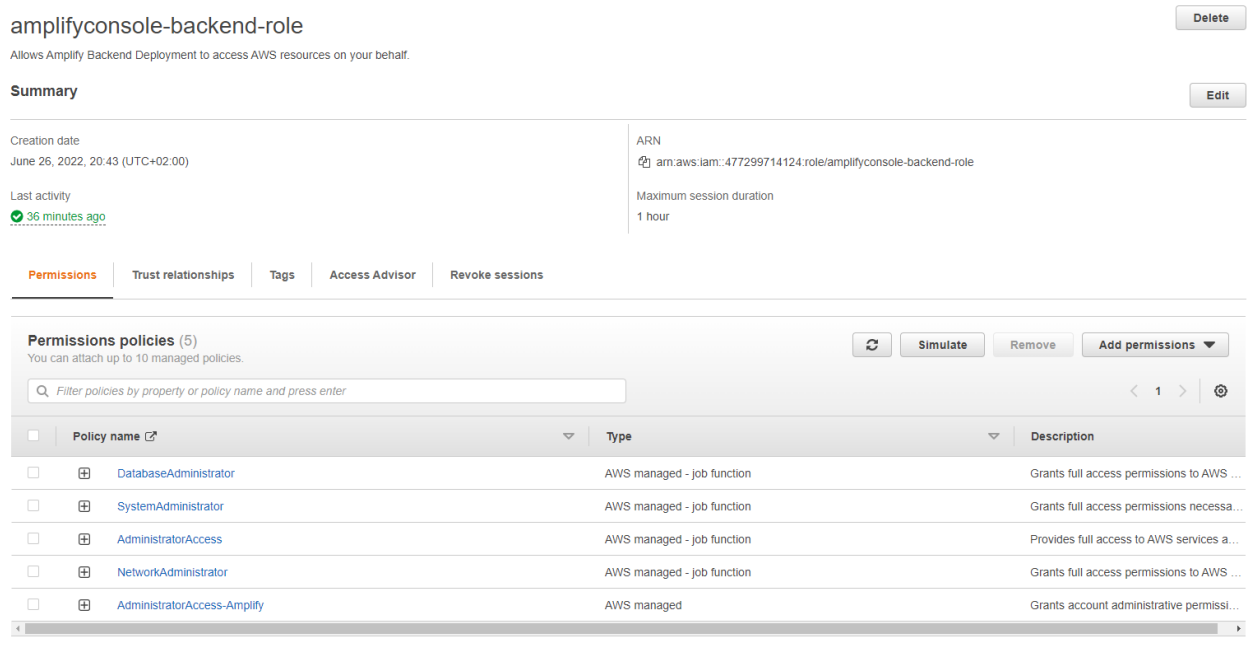 amplifyconsole-backend-role
Delete
Allows Amplify Backend Deployment to access AWS resources on your behalf.
Summary
Edit
Creation date
ARN
June 26, 2022, 20:43 (UTC+02:00)
arn:aws:iam::477299714124:role/amplifyconsole-backend-role
Last activity
Maximum session duration
36 minutes ago
1 hour
Permissions Trust relationships Tags Access Advisor Revoke sessions
Permissions policies (5)
You can attach up to 10 managed policies.
Simulate Remove Add permissions
Filter policies by property or policy name and press enter
1
Policy name Type Description
DatabaseAdministrator AWS managed - job function Grants full access permissions to AWS ...
SystemAdministrator AWS managed - job function Grants full access permissions necessa...
AdministratorAccess AWS managed - job function Provides full access to AWS services a...
NetworkAdministrator AWS managed - job function Grants full access permissions to AWS ...
AdministratorAccess-Amplify AWS managed Grants account administrative permissi...